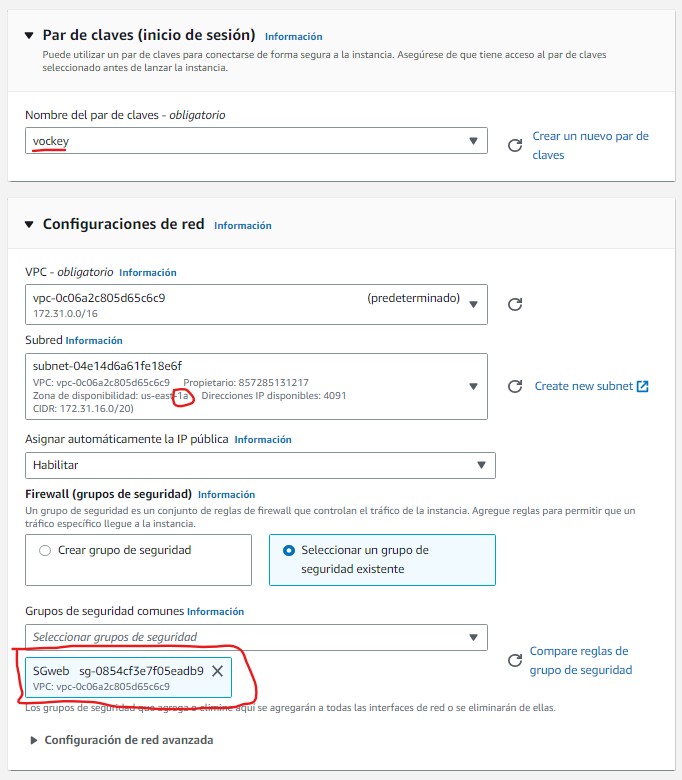 Par de claves (inicio de sesión) Información
Puede utilizar un par de claves para conectarse de forma segura a la instancia. Asegúrese de que tiene acceso al par de claves
seleccionado antes de lanzar la instancia.
Nombre del par de claves - obligatorio
vockey
Crear un nuevo par de
claves
Configuraciones de red Información
VPC - obligatorio Información
vpc-0c06a2c805d65c6c9 (predeterminado)
172.31.0.0/16
Subred Información
subnet-04e14d6a61fe18e6f
VPC: vpc-0c06a2c805d65c6c9 Propietario: 857285131217
Zona de disponibilidad: us-east-1a Direcciones IP disponibles: 4091
CIDR: 172.31.16.0/20)
Create new subnet
Asignar automáticamente la IP pública Información
Habilitar
Firewall (grupos de seguridad) Información
Un grupo de seguridad es un conjunto de reglas de firewall que controlan el tráfico de la instancia. Agregue reglas para permitir que un
tráfico específico llegue a la instancia.
Crear grupo de seguridad
Seleccionar un grupo de
seguridad existente
Grupos de seguridad comunes Información
Seleccionar grupos de seguridad
SGweb sg-0854cf3e7f05eadb9
VPC: vpc-0c06a2c805d65c6c9
Compare reglas de
grupo de seguridad
Los grupos de seguridad que agrega o elimine aquí se agregarán a todas las interfaces de red o se eliminarán de ellas.
Configuración de red avanzada